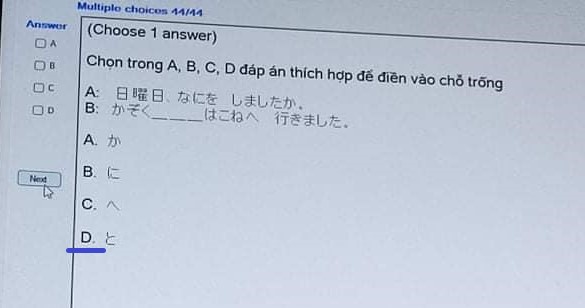 Multiple choices 44/44
Answer
A
B
C
D
Next
(Choose 1 answer)
Chọn trong A, B, C, D đáp án thích hợp để điền vào chỗ trống
A: 日曜日、なにを しましたか。
B: かぞく______はこねへ 行きました。
A. か
B. に
C. へ
D. と